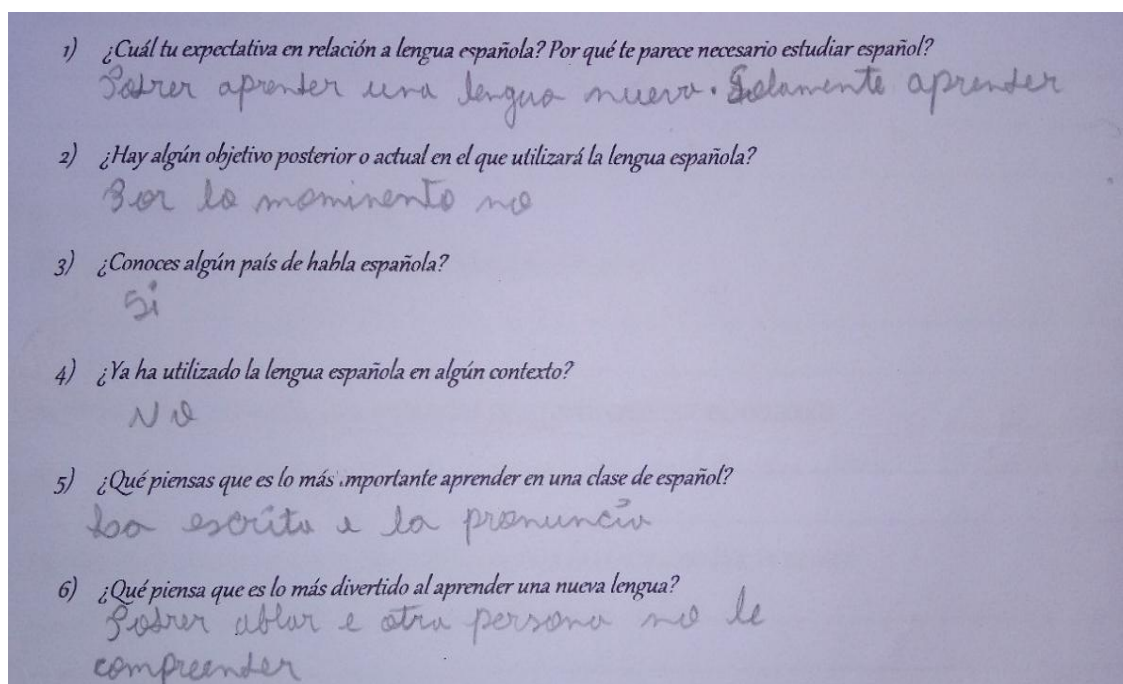 1) ¿Cuál tu expectativa en relación a lengua española? Por qué te parece necesario estudiar español?
Potrer aprenter una lengua nueva. Solamente aprender
2) ¿Hay algún objetivo posterior o actual en el que utilizará la lengua española?
Por lo mominento no
3) ¿Conoces algún país de habla española?
Si
4) ¿Ya ha utilizado la lengua española en algún contexto?
No
5) ¿Qué piensas que es lo más .mportante aprender en una clase de español?
La escrita e la pronuncia
6) ¿Qué piensa que es lo más divertido al aprender una nueva lengua?
Potrer ablar e otra persona no le
compreender